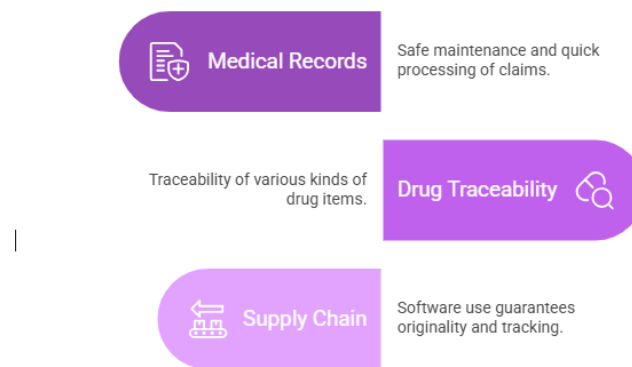 Medical Records
Safe maintenance and quick
processing of claims.
Traceability of various kinds of
drug items.
Drug Traceability
Supply Chain
Software use guarantees
originality and tracking.